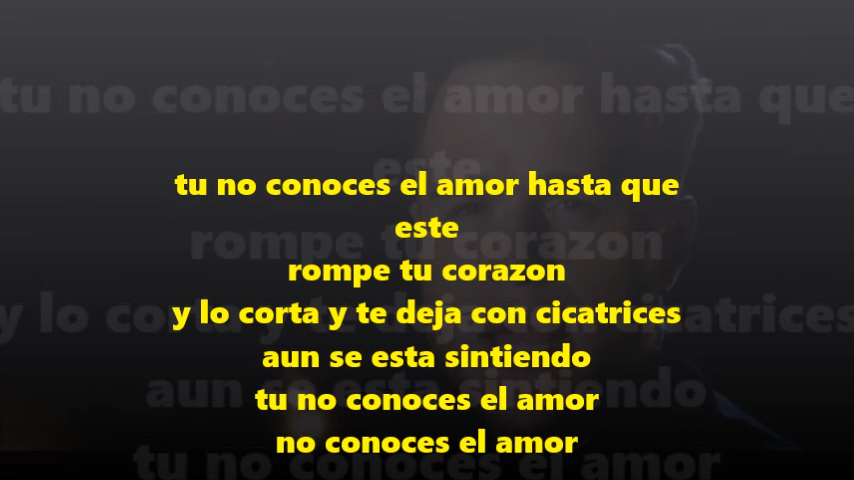 tu no conoces el amor hasta que
este
rompe tu corazon
y lo corta y te deja con cicatrices
aun se esta sintiendo
tu no conoces el amor
no conoces el amor